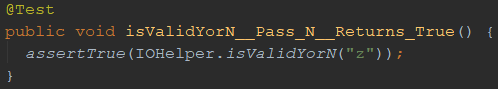 @Test
public void isValidYorN__Pass_N__Returns_True() {
  assertTrue(IOHelper.isValidYorN("z"));
}